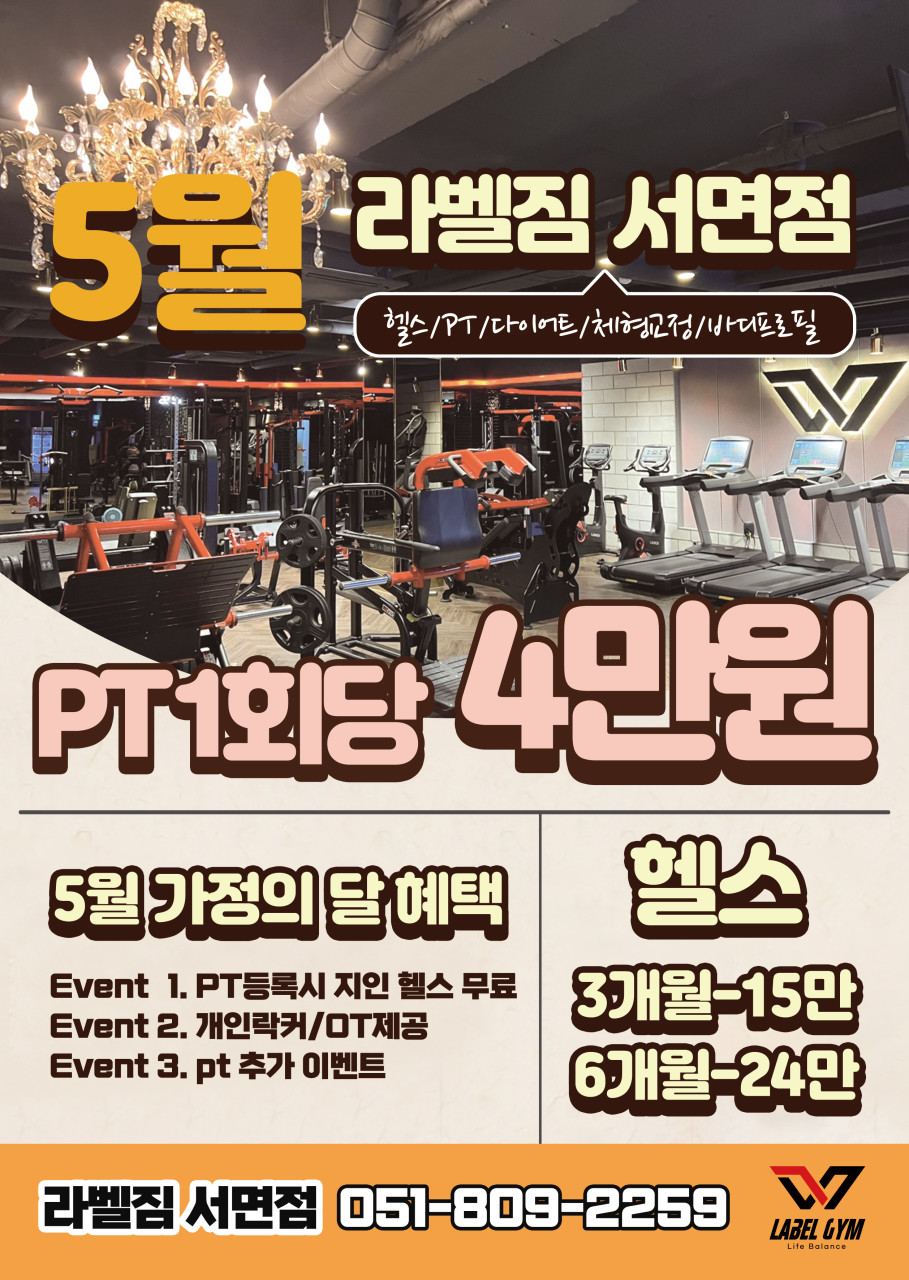 5월
라벨짐 서면점
헬스/PT/다이어트/체형교정/바디프로필
PT 1회당 4만원
5월 가정의 달 혜택
Event 1. PT등록시 지인 헬스 무료
Event 2. 개인락커/OT제공
Event 3. pt 추가 이벤트
헬스
3개월-15만
6개월-24만
라벨짐 서면점 051-809-2259
LABEL GYM
Life Balance